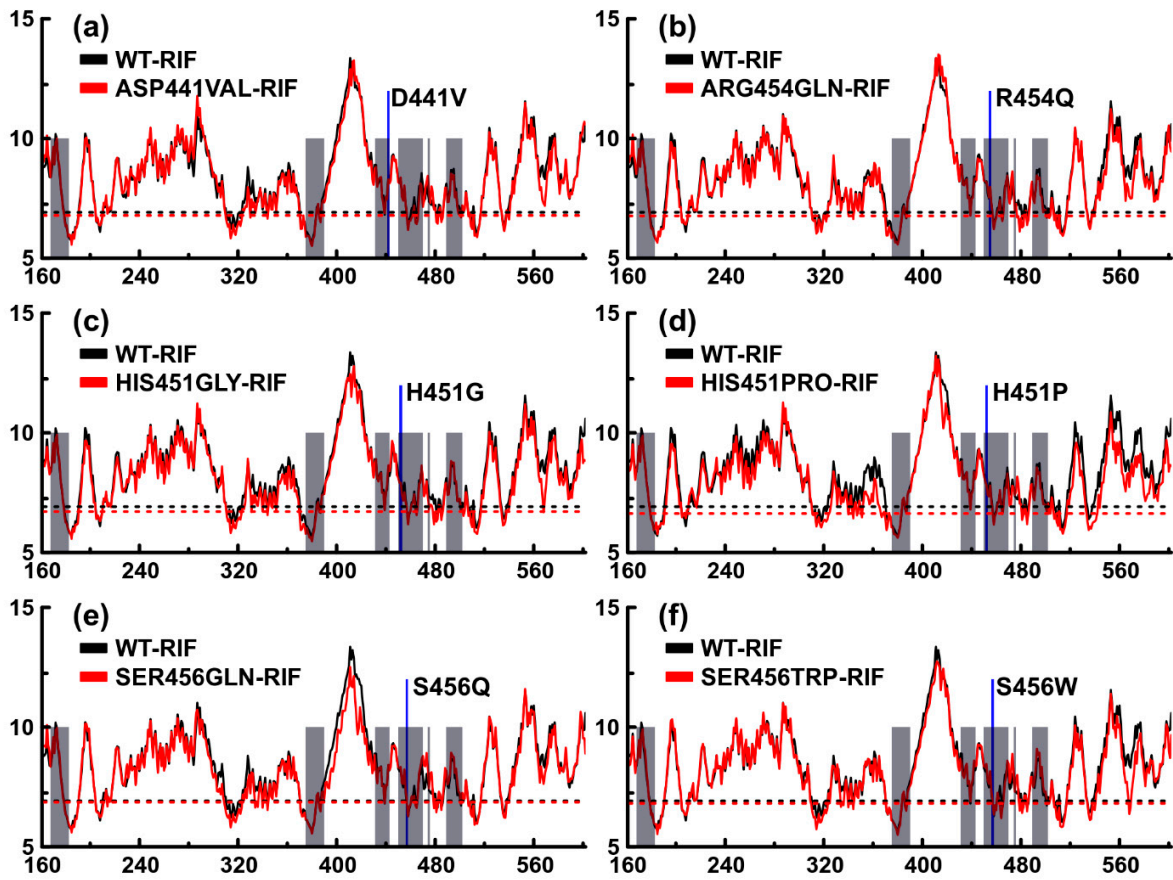 (a)
WT-RIF
ASP441VAL-RIF
D441V
15
10
5
160 240 320 400 480 560
(b)
WT-RIF
ARG454GLN-RIF
R454Q
15
10
5
160 240 320 400 480 560
(c)
WT-RIF
HIS451GLY-RIF
H451G
15
10
5
160 240 320 400 480 560
(d)
WT-RIF
HIS451PRO-RIF
H451P
15
10
5
160 240 320 400 480 560
(e)
WT-RIF
SER456GLN-RIF
S456Q
15
10
5
160 240 320 400 480 560
(f)
WT-RIF
SER456TRP-RIF
S456W
15
10
5
160 240 320 400 480 560